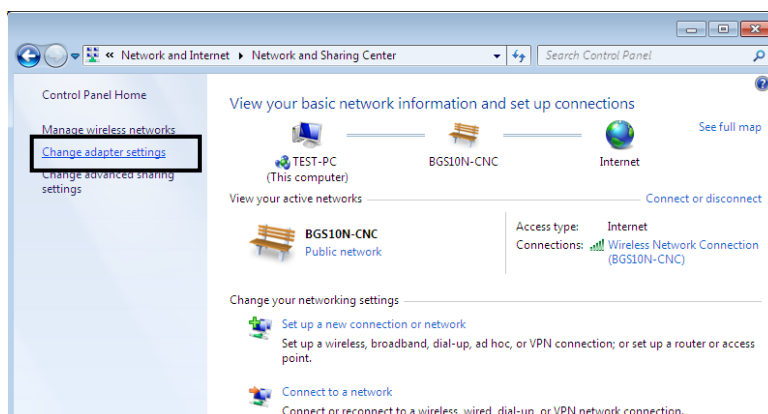 « Network and Internet ▸ Network and Sharing Center
Search Control Panel
Control Panel Home
Manage wireless networks
Change adapter settings
Change advanced sharing
settings
View your basic network information and set up connections
See full map
TEST-PC
(This computer)
BGS10N-CNC
Internet
View your active networks
Connect or disconnect
BGS10N-CNC
Public network
Access type: Internet
Connections: Wireless Network Connection
(BGS10N-CNC)
Change your networking settings
Set up a new connection or network
Set up a wireless, broadband, dial-up, ad hoc, or VPN connection; or set up a router or access
point.
Connect to a network
Connect or reconnect to a wireless, wired, dial-up, or VPN network connection.